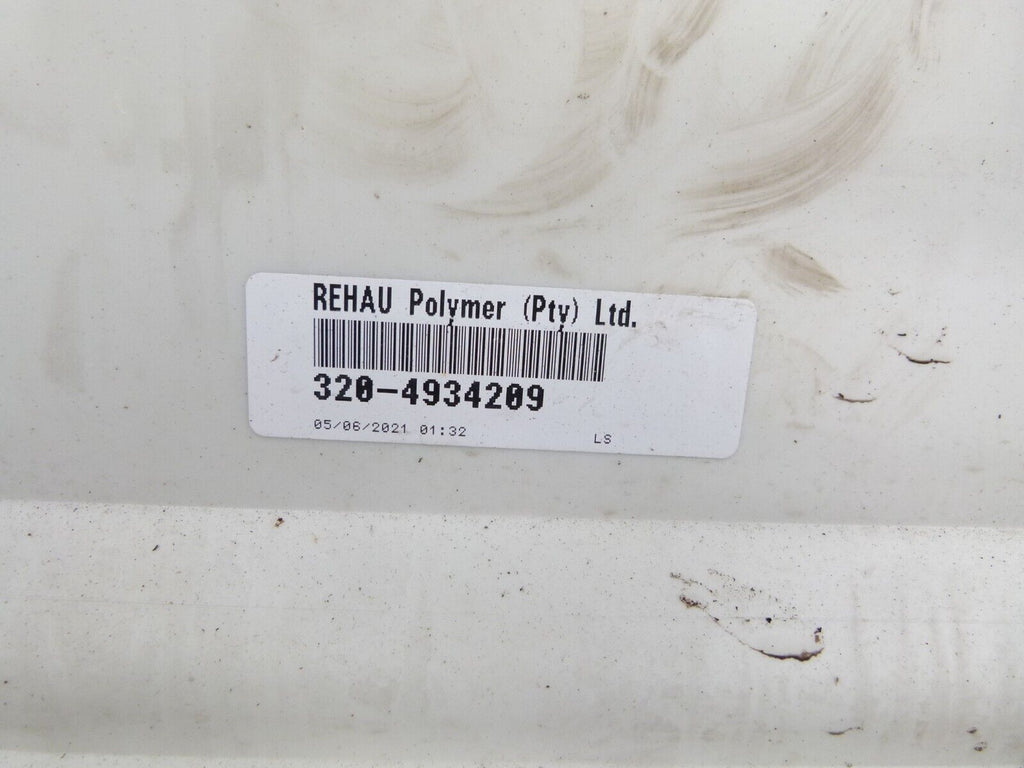 REHAU Polymer (Pty) Ltd.
320-4934209
05/06/2021 01:32 LS